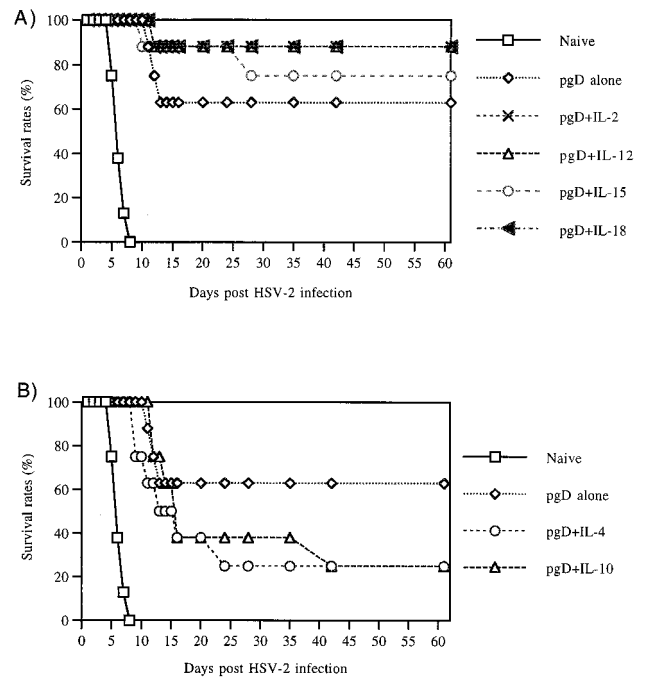 A)
Survival rates (%)
100
80
60
40
20
0
0 5 10 15 20 25 30 35 40 45 50 55 60
Days post HSV-2 infection
Naive
pgD alone
pgD+IL-2
pgD+IL-12
pgD+IL-15
pgD+IL-18
B)
Survival rates (%)
100
80
60
40
20
0
0 5 10 15 20 25 30 35 40 45 50 55 60
Days post HSV-2 infection
Naive
pgD alone
pgD+IL-4
pgD+IL-10